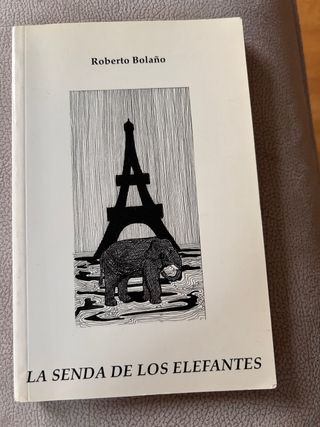 Roberto Bolaño
LA SENDA DE LOS ELEFANTES